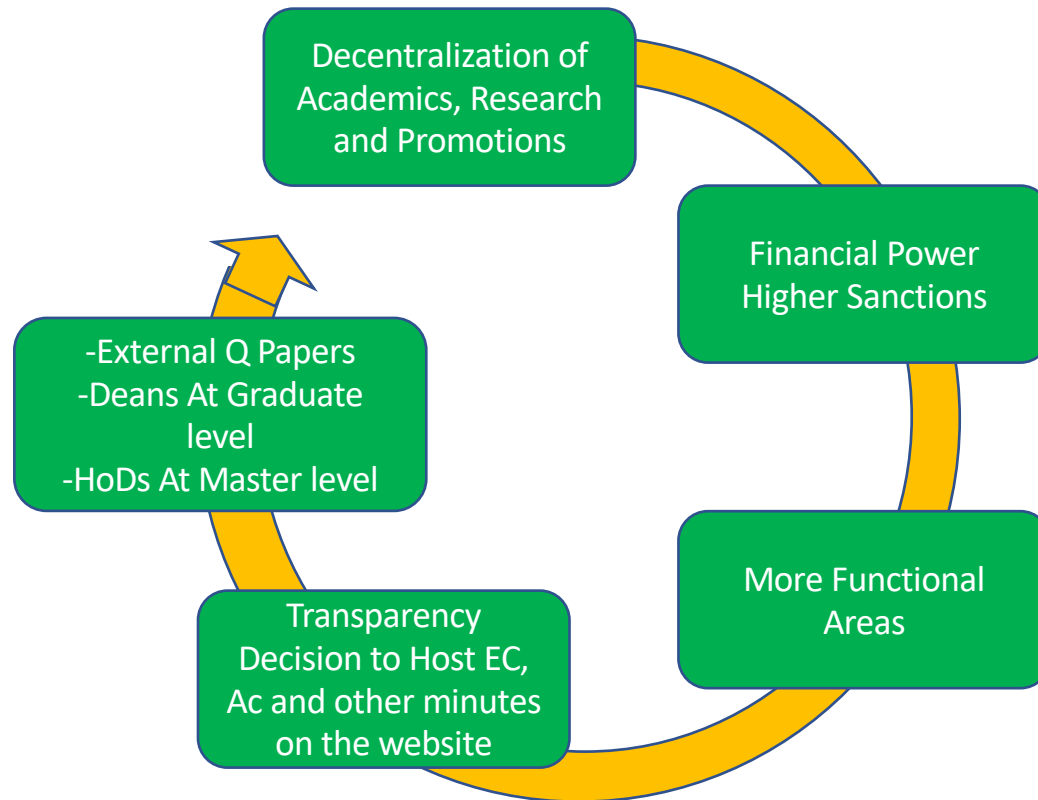 Decentralization of
Academics, Research
and Promotions
Financial Power
Higher Sanctions
More Functional
Areas
Transparency
Decision to Host EC,
Ac and other minutes
on the website
-External Q Papers
-Deans At Graduate
level
-HoDs At Master level